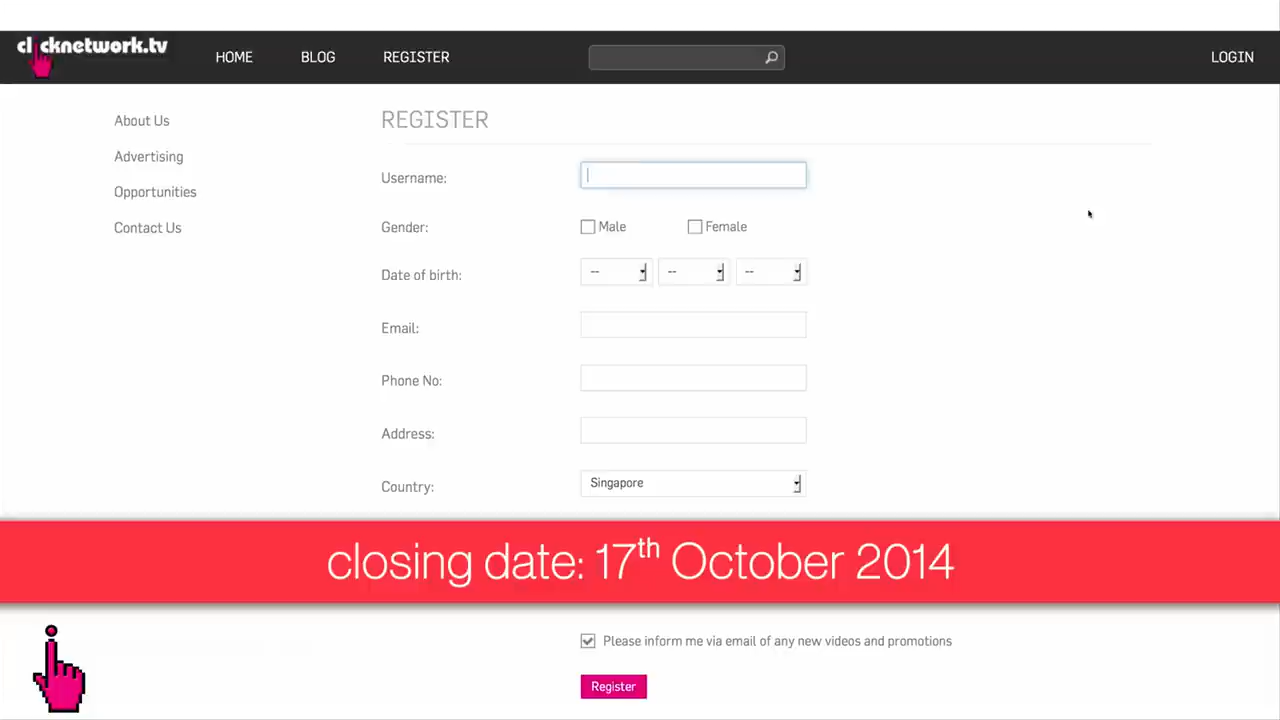 clicknetwork.tv
HOME BLOG REGISTER LOGIN
About Us
Advertising
Opportunities
Contact Us
REGISTER
Username:
Gender: Male Female
Date of birth: -- -- --
Email:
Phone No:
Address:
Country: Singapore
closing date: 17th October 2014
Please inform me via email of any new videos and promotions
Register